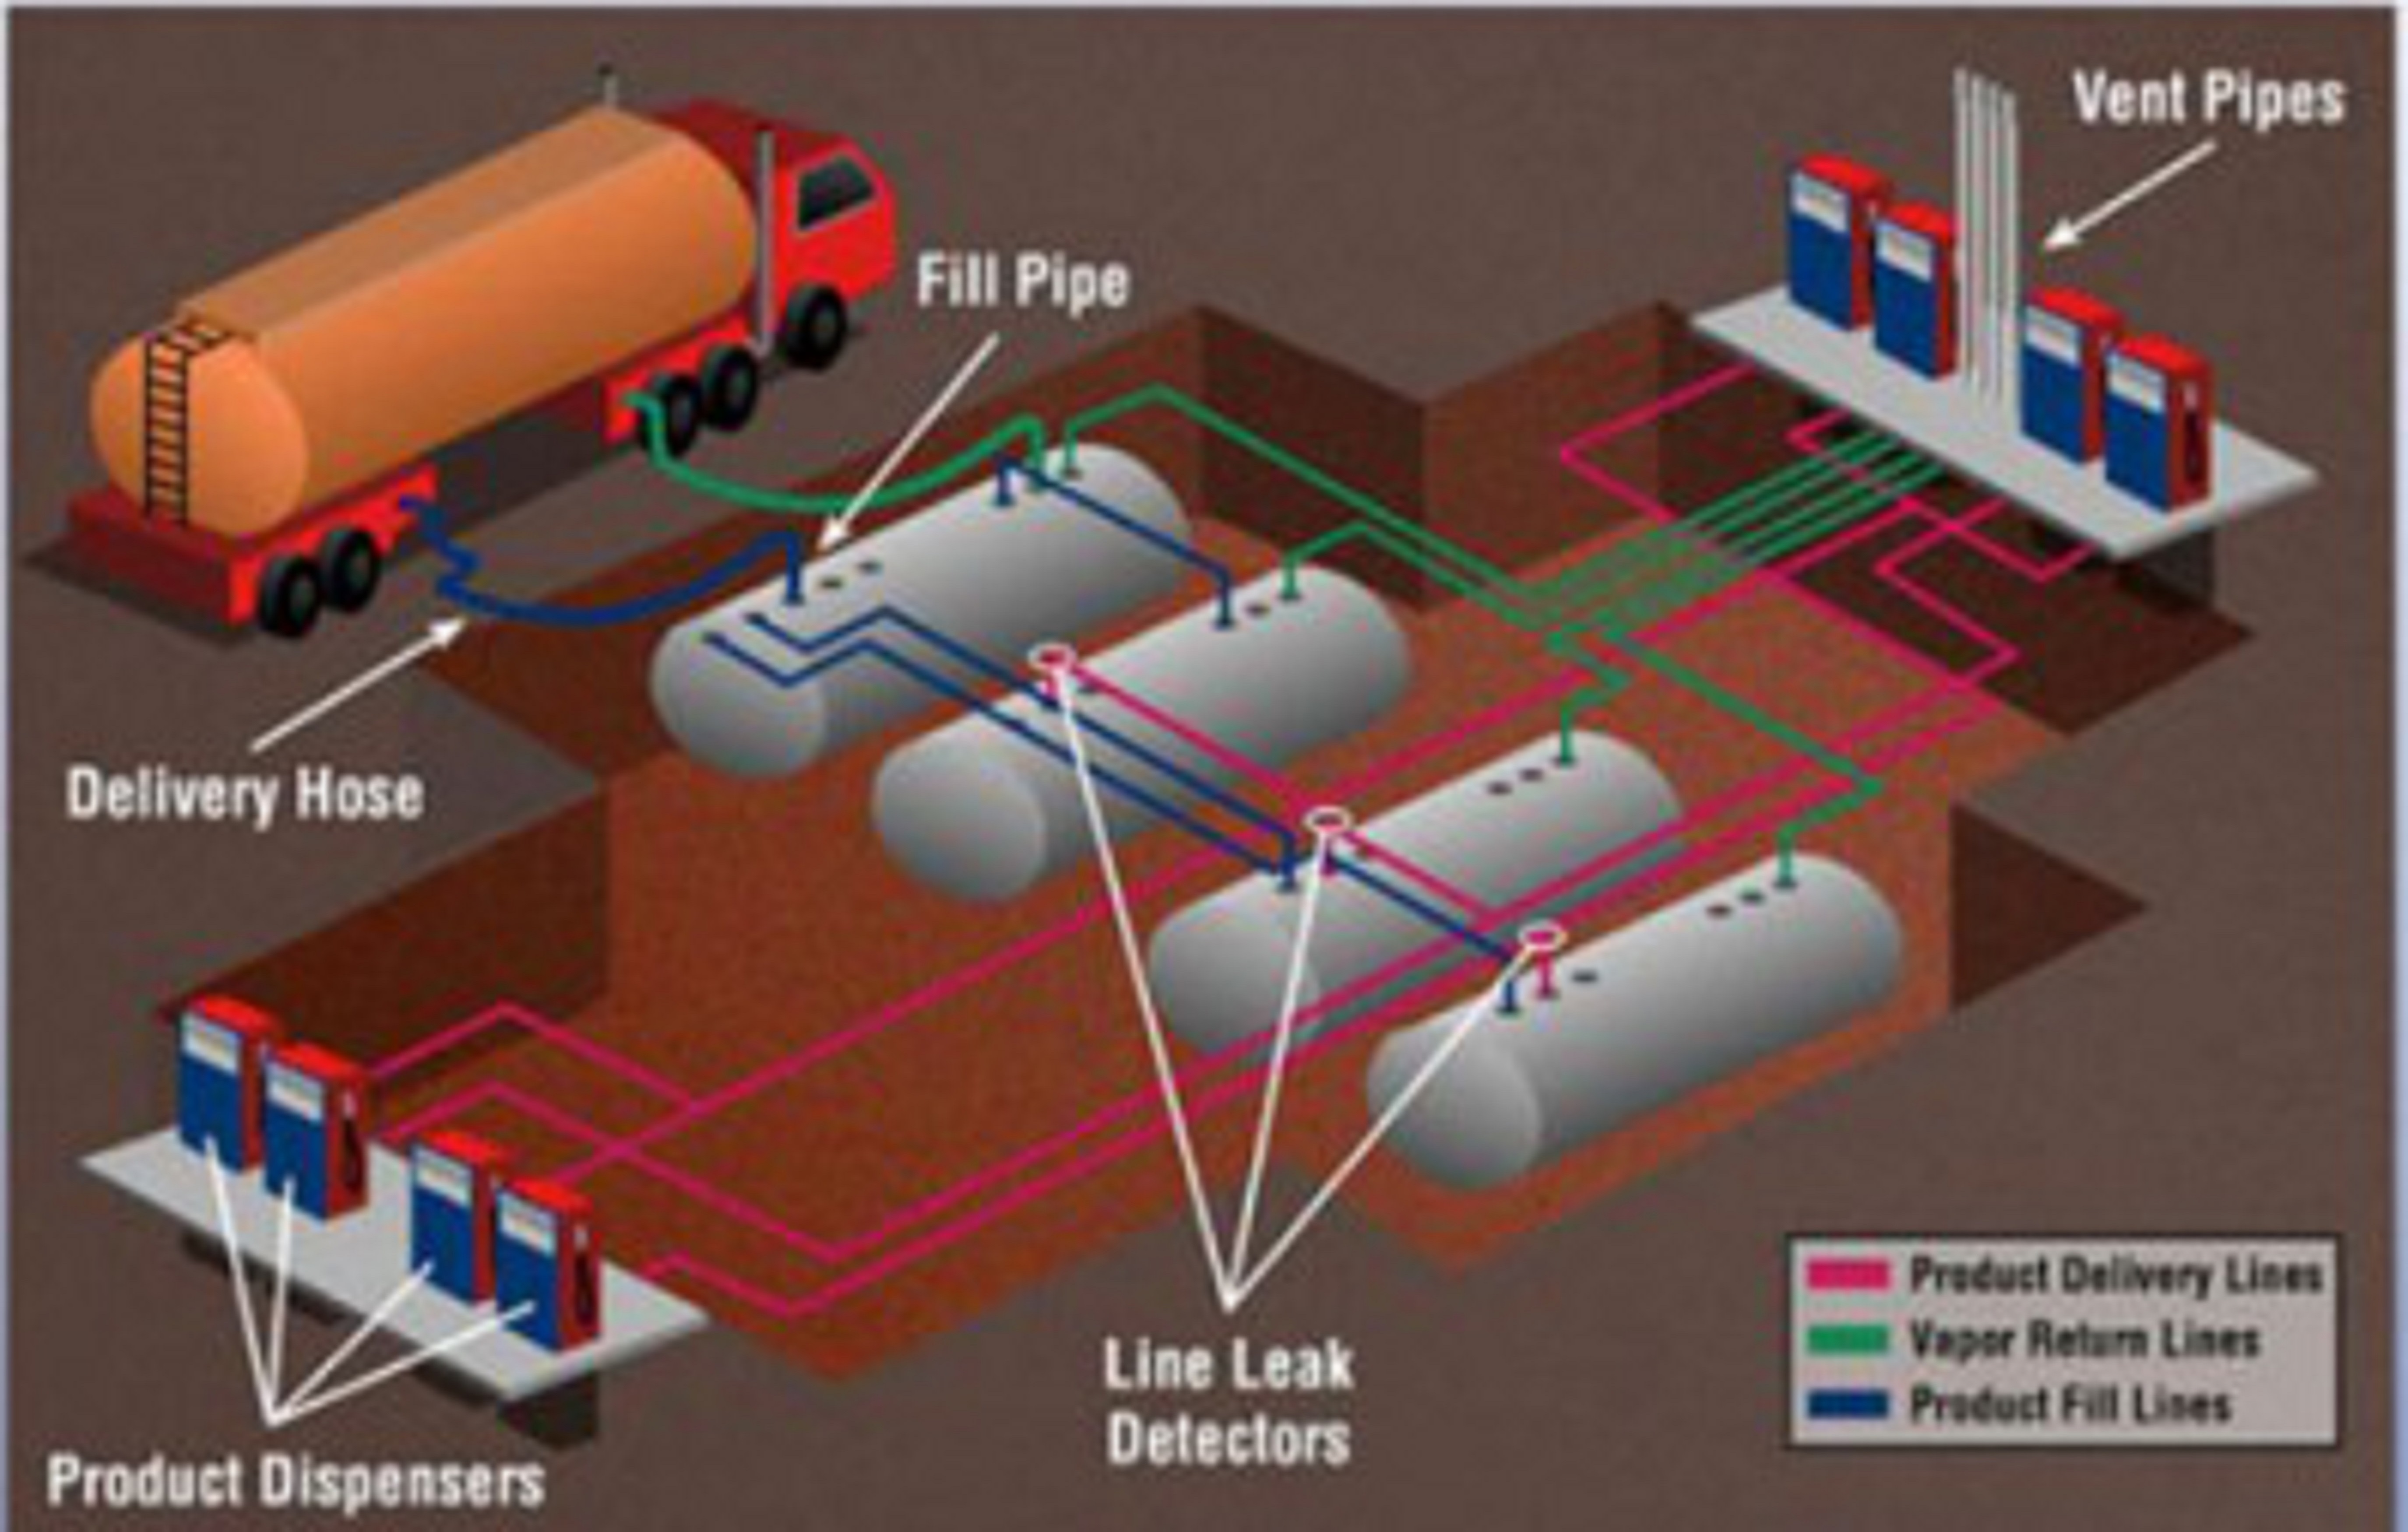 Vent Pipes
Fill Pipe
Delivery Hose
Line Leak
Detectors
Product Dispensers
Product Delivery Lines
Vapor Return Lines
Product Fill Lines